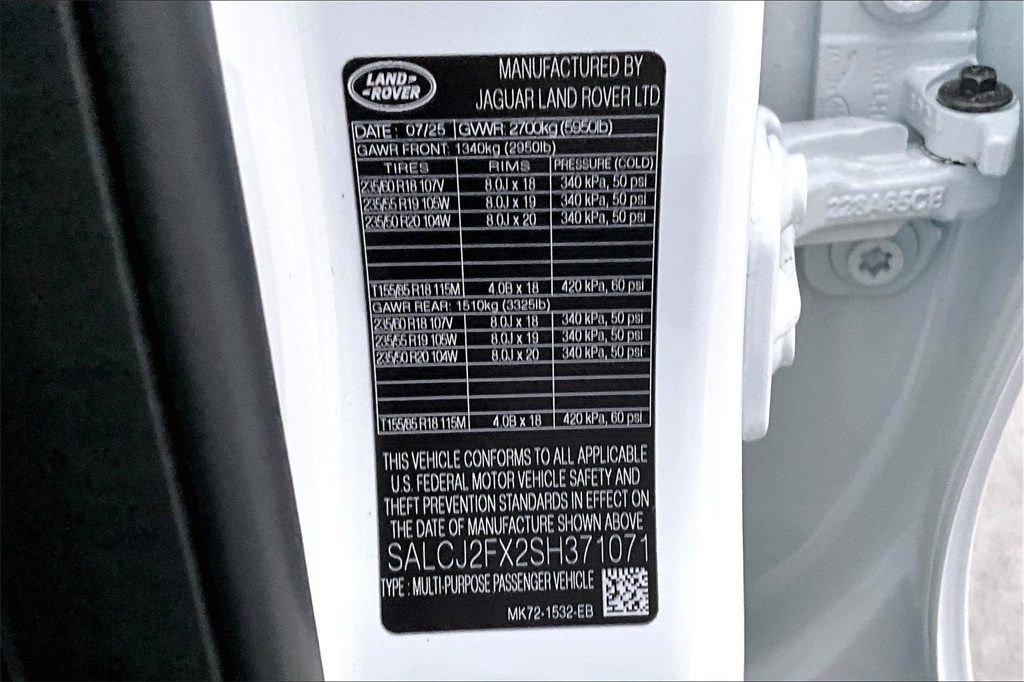 LAND
ROVER
MANUFACTURED BY
JAGUAR LAND ROVER LTD
DATE: 07/25 GVWR: 2700kg (5950lb)
GAWR FRONT: 1340kg (2950lb)
TIRES RIMS PRESSURE (COLD)
235/60 R18 107V 8.0J x 18 340 kPa, 50 psi
235/55 R19 105W 8.0J x 19 340 kPa, 50 psi
235/50 R20 104W 8.0J x 20 340 kPa, 50 psi
T155/85 R18 115M 4.0B x 18 420 kPa, 60 psi
GAWR REAR: 1510kg (3325lb)
235/60 R18 107V 8.0J x 18 340 kPa, 50 psi
235/55 R19 105W 8.0J x 19 340 kPa, 50 psi
235/50 R20 104W 8.0J x 20 340 kPa, 50 psi
T155/85 R18 115M 4.0B x 18 420 kPa, 60 psi
THIS VEHICLE CONFORMS TO ALL APPLICABLE
U.S. FEDERAL MOTOR VEHICLE SAFETY AND
THEFT PREVENTION STANDARDS IN EFFECT ON
THE DATE OF MANUFACTURE SHOWN ABOVE
SALCJ2FX2SH371071
TYPE : MULTI-PURPOSE PASSENGER VEHICLE
MK72-1532-EB
223A65CE